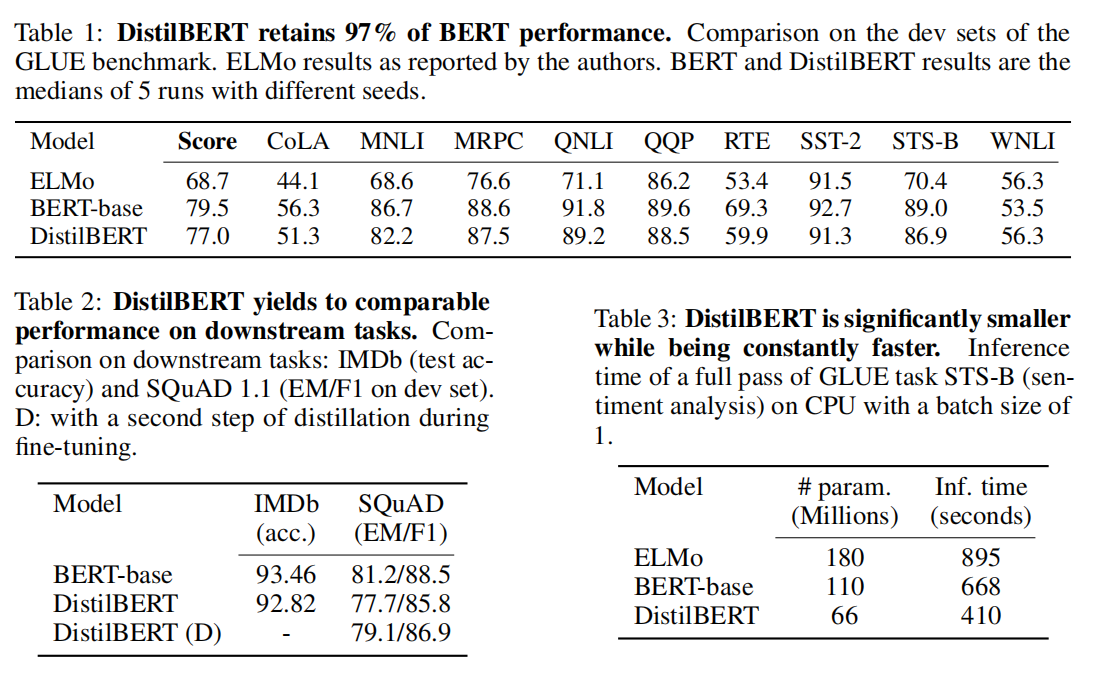 Table 1: DistilBERT retains 97% of BERT performance. Comparison on the dev sets of the
GLUE benchmark. ELMo results as reported by the authors. BERT and DistilBERT results are the
medians of 5 runs with different seeds.
Model Score CoLA MNLI MRPC QNLI QQP RTE SST-2 STS-B WNLI
ELMo 68.7 44.1 68.6 76.6 71.1 86.2 53.4 91.5 70.4 56.3
BERT-base 79.5 56.3 86.7 88.6 91.8 89.6 69.3 92.7 89.0 53.5
DistilBERT 77.0 51.3 82.2 87.5 89.2 88.5 59.9 91.3 86.9 56.3
Table 2: DistilBERT yields to comparable
performance on downstream tasks. Com-
parison on downstream tasks: IMDb (test ac-
curacy) and SQuAD 1.1 (EM/F1 on dev set).
D: with a second step of distillation during
fine-tuning.
Model IMDb SQuAD
(acc.) (EM/F1)
BERT-base 93.46 81.2/88.5
DistilBERT 92.82 77.7/85.8
DistilBERT (D) - 79.1/86.9
Table 3: DistilBERT is significantly smaller
while being constantly faster. Inference
time of a full pass of GLUE task STS-B (sen-
timent analysis) on CPU with a batch size of
1.
Model # param. Inf. time
(Millions) (seconds)
ELMo 180 895
BERT-base 110 668
DistilBERT 66 410